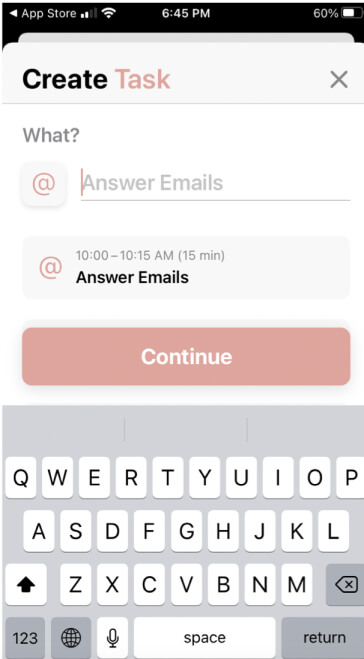 ◀ App Store 6:45 PM 60%
Create Task
What?
@ Answer Emails
10:00 – 10:15 AM (15 min)
@ Answer Emails
Continue
Q W E R T Y U I O P
A S D F G H J K L
Z X C V B N M
123 space return